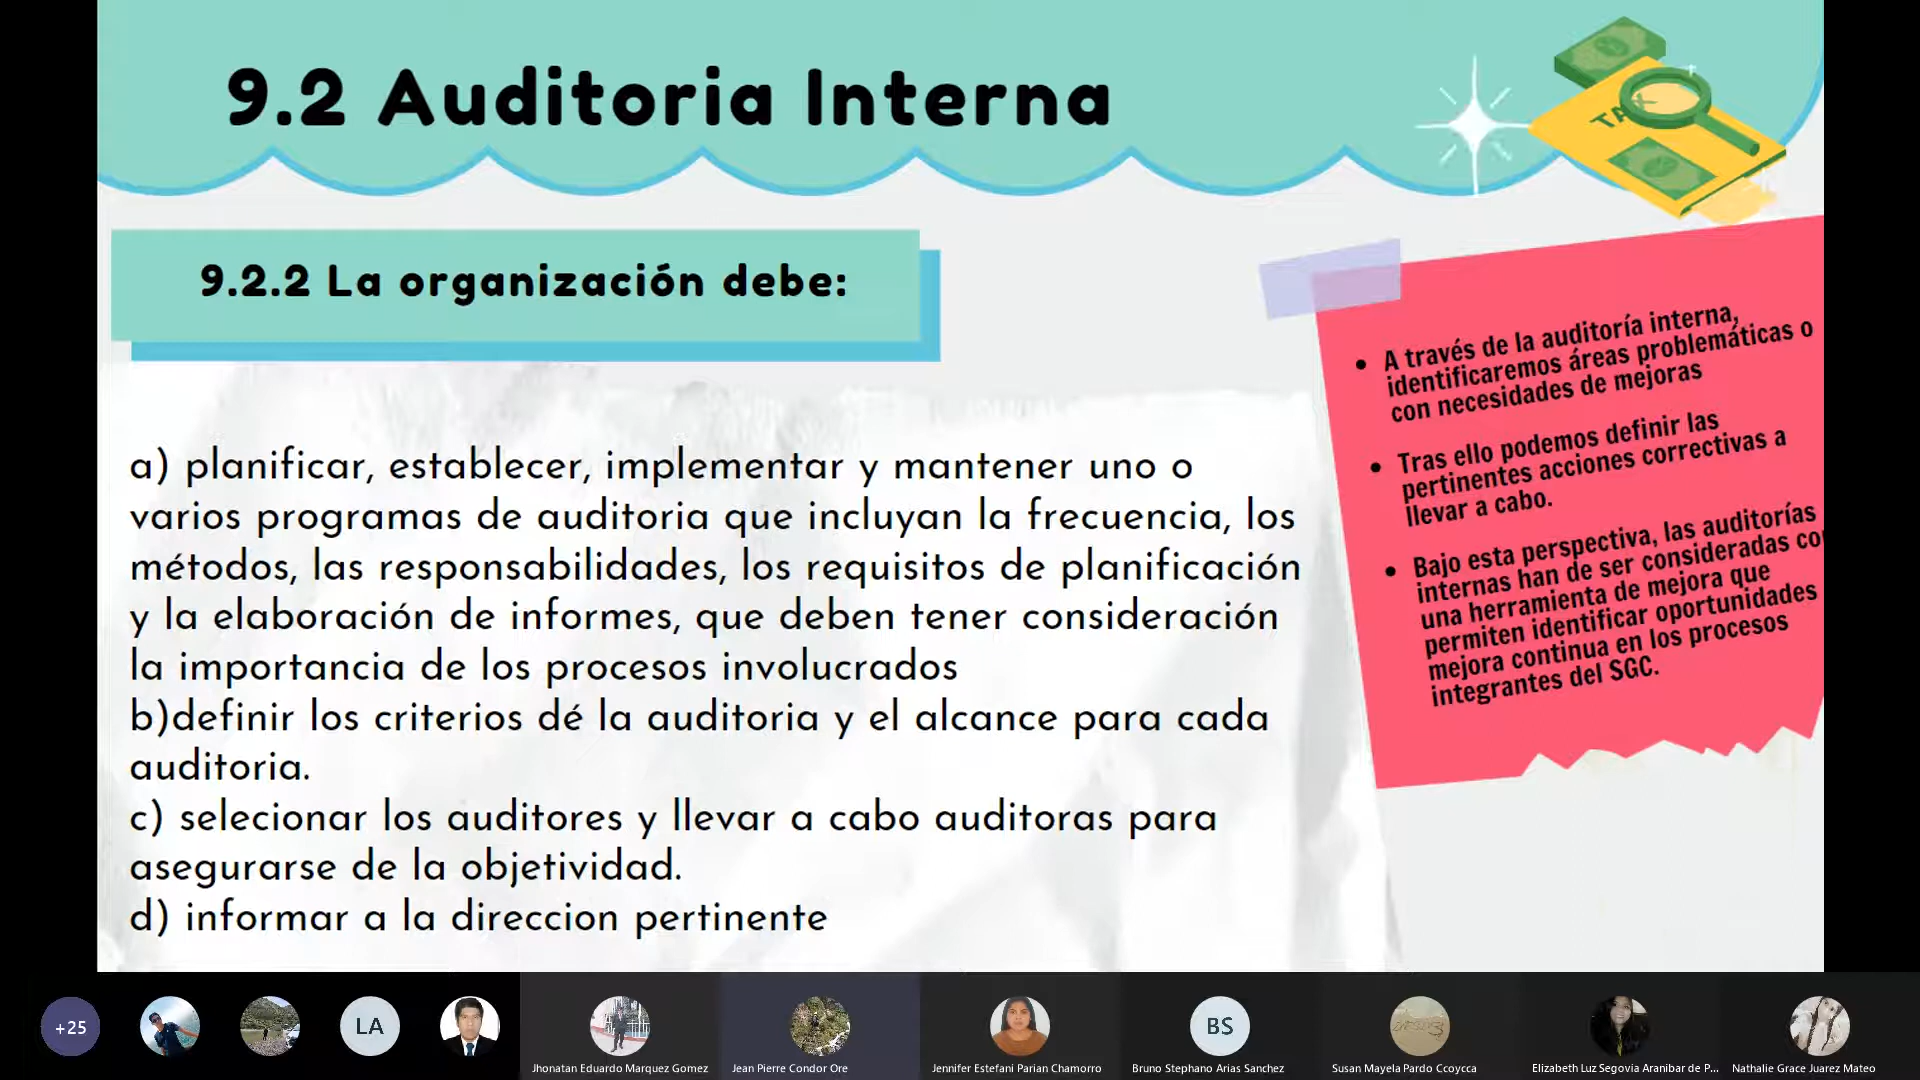 9.2 Auditoria Interna
TAX
9.2.2 La organización debe:
a) planificar, establecer, implementar y mantener uno o
varios programas de auditoria que incluyan la frecuencia, los
métodos, las responsabilidades, los requisitos de planificación
y la elaboración de informes, que deben tener consideración
la importancia de los procesos involucrados
b)definir los criterios dé la auditoria y el alcance para cada
auditoria.
c) selecionar los auditores y llevar a cabo auditoras para
asegurarse de la objetividad.
d) informar a la direccion pertinente
• A través de la auditoría interna,
identificaremos áreas problemáticas o
con necesidades de mejoras
• Tras ello podemos definir las
pertinentes acciones correctivas a
llevar a cabo.
• Bajo esta perspectiva, las auditorías
internas han de ser consideradas
una herramienta de mejora que
permiten identificar oportunidades
mejora continua en los procesos
integrantes del SGC.
+25
LA
Jhonatan Eduardo Marquez Gomez
Jean Pierre Condor Ore
Jennifer Estefani Parian Chamorro
BS
Bruno Stephano Arias Sanchez
Susan Mayela Pardo Ccoycca
Elizabeth Luz Segovia Aranibar de P...
Nathalie Grace Juarez Mateo